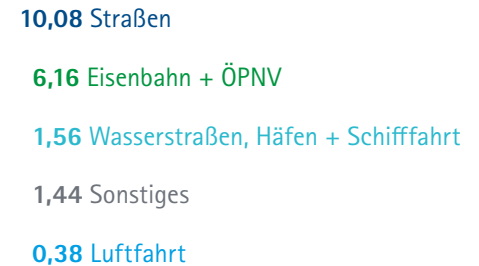 10,08 Straßen
6,16 Eisenbahn + ÖPNV
1,56 Wasserstraßen, Häfen + Schifffahrt
1,44 Sonstiges
0,38 Luftfahrt